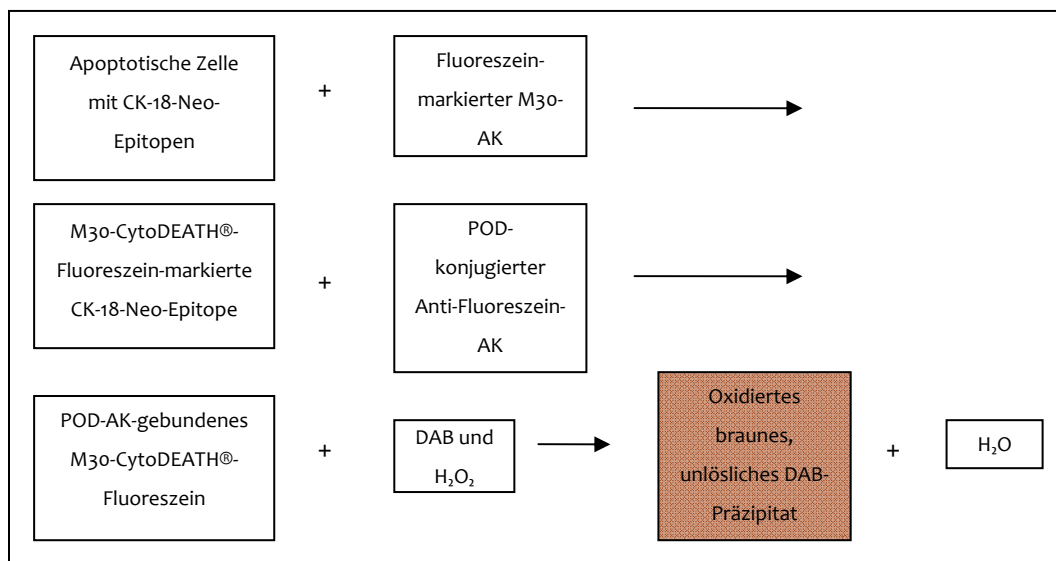 Apoptotische Zelle
mit CK-18-Neo-
Epitopen
+
Fluoreszein-
markierter M30-
AK
M30-CytoDEATH®-
Fluoreszein-markierte
CK-18-Neo-Epitope
+
POD-
konjugierter
Anti-Fluoreszein-
AK
POD-AK-gebundenes
M30-CytoDEATH®-
Fluoreszein
+
DAB und
H₂O₂
Oxidiertes
braunes,
unlösliches DAB-
Präzipitat
+
H₂O